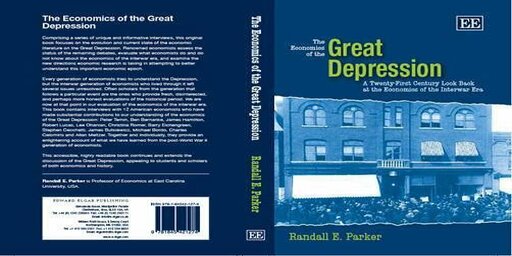 The Economics of the Great
Depression
Comprising a series of unique and informative interviews, this original
book focuses on the evolution and current state of the economic
literature on the Great Depression. Renowned economists assess the
status of the remaining debates, evaluate what economists do and do
not know about the economics of the interwar era, and examine the
new directions economic research is taking in attempting to better
understand this important economic epoch.
Every generation of economists tries to understand the Depression,
but the interwar generation of economists who lived through it left
several issues unresolved. Often scholars from the generation that
follows a particular event are the ones who provide fresh, disinterested,
and perhaps more honest evaluations of the historical period. We are
now at that point in our evaluation of the economics of the interwar era.
This book contains interviews with 12 eminent economists who have
made substantial contributions to our understanding of the economics
of the Great Depression: Peter Temin, Ben Bernanke, James Hamilton,
Robert Lucas, Lee Ohanian, Christina Romer, Barry Eichengreen,
Stephen Cecchetti, James Butkiewicz, Michael Bordo, Charles
Calomiris and Allan Meltzer. Together and individually, they provide an
enlightening account of what we have learned from the post-World War II
generation of economists.
This accessible, highly readable book continues and extends the
discussion of the Great Depression, appealing to students and scholars
of both economics and history.
Randall E. Parker is Professor of Economics at East Carolina
University, USA.
EDWARD ELGAR PUBLISHING
The Economics of the Great Depression
Randall E. Parker
EE
EE
The
Economics
of the
Great
Depression
A Twenty-First Century Look Back
at the Economics of the Interwar Era
Randall E. Parker